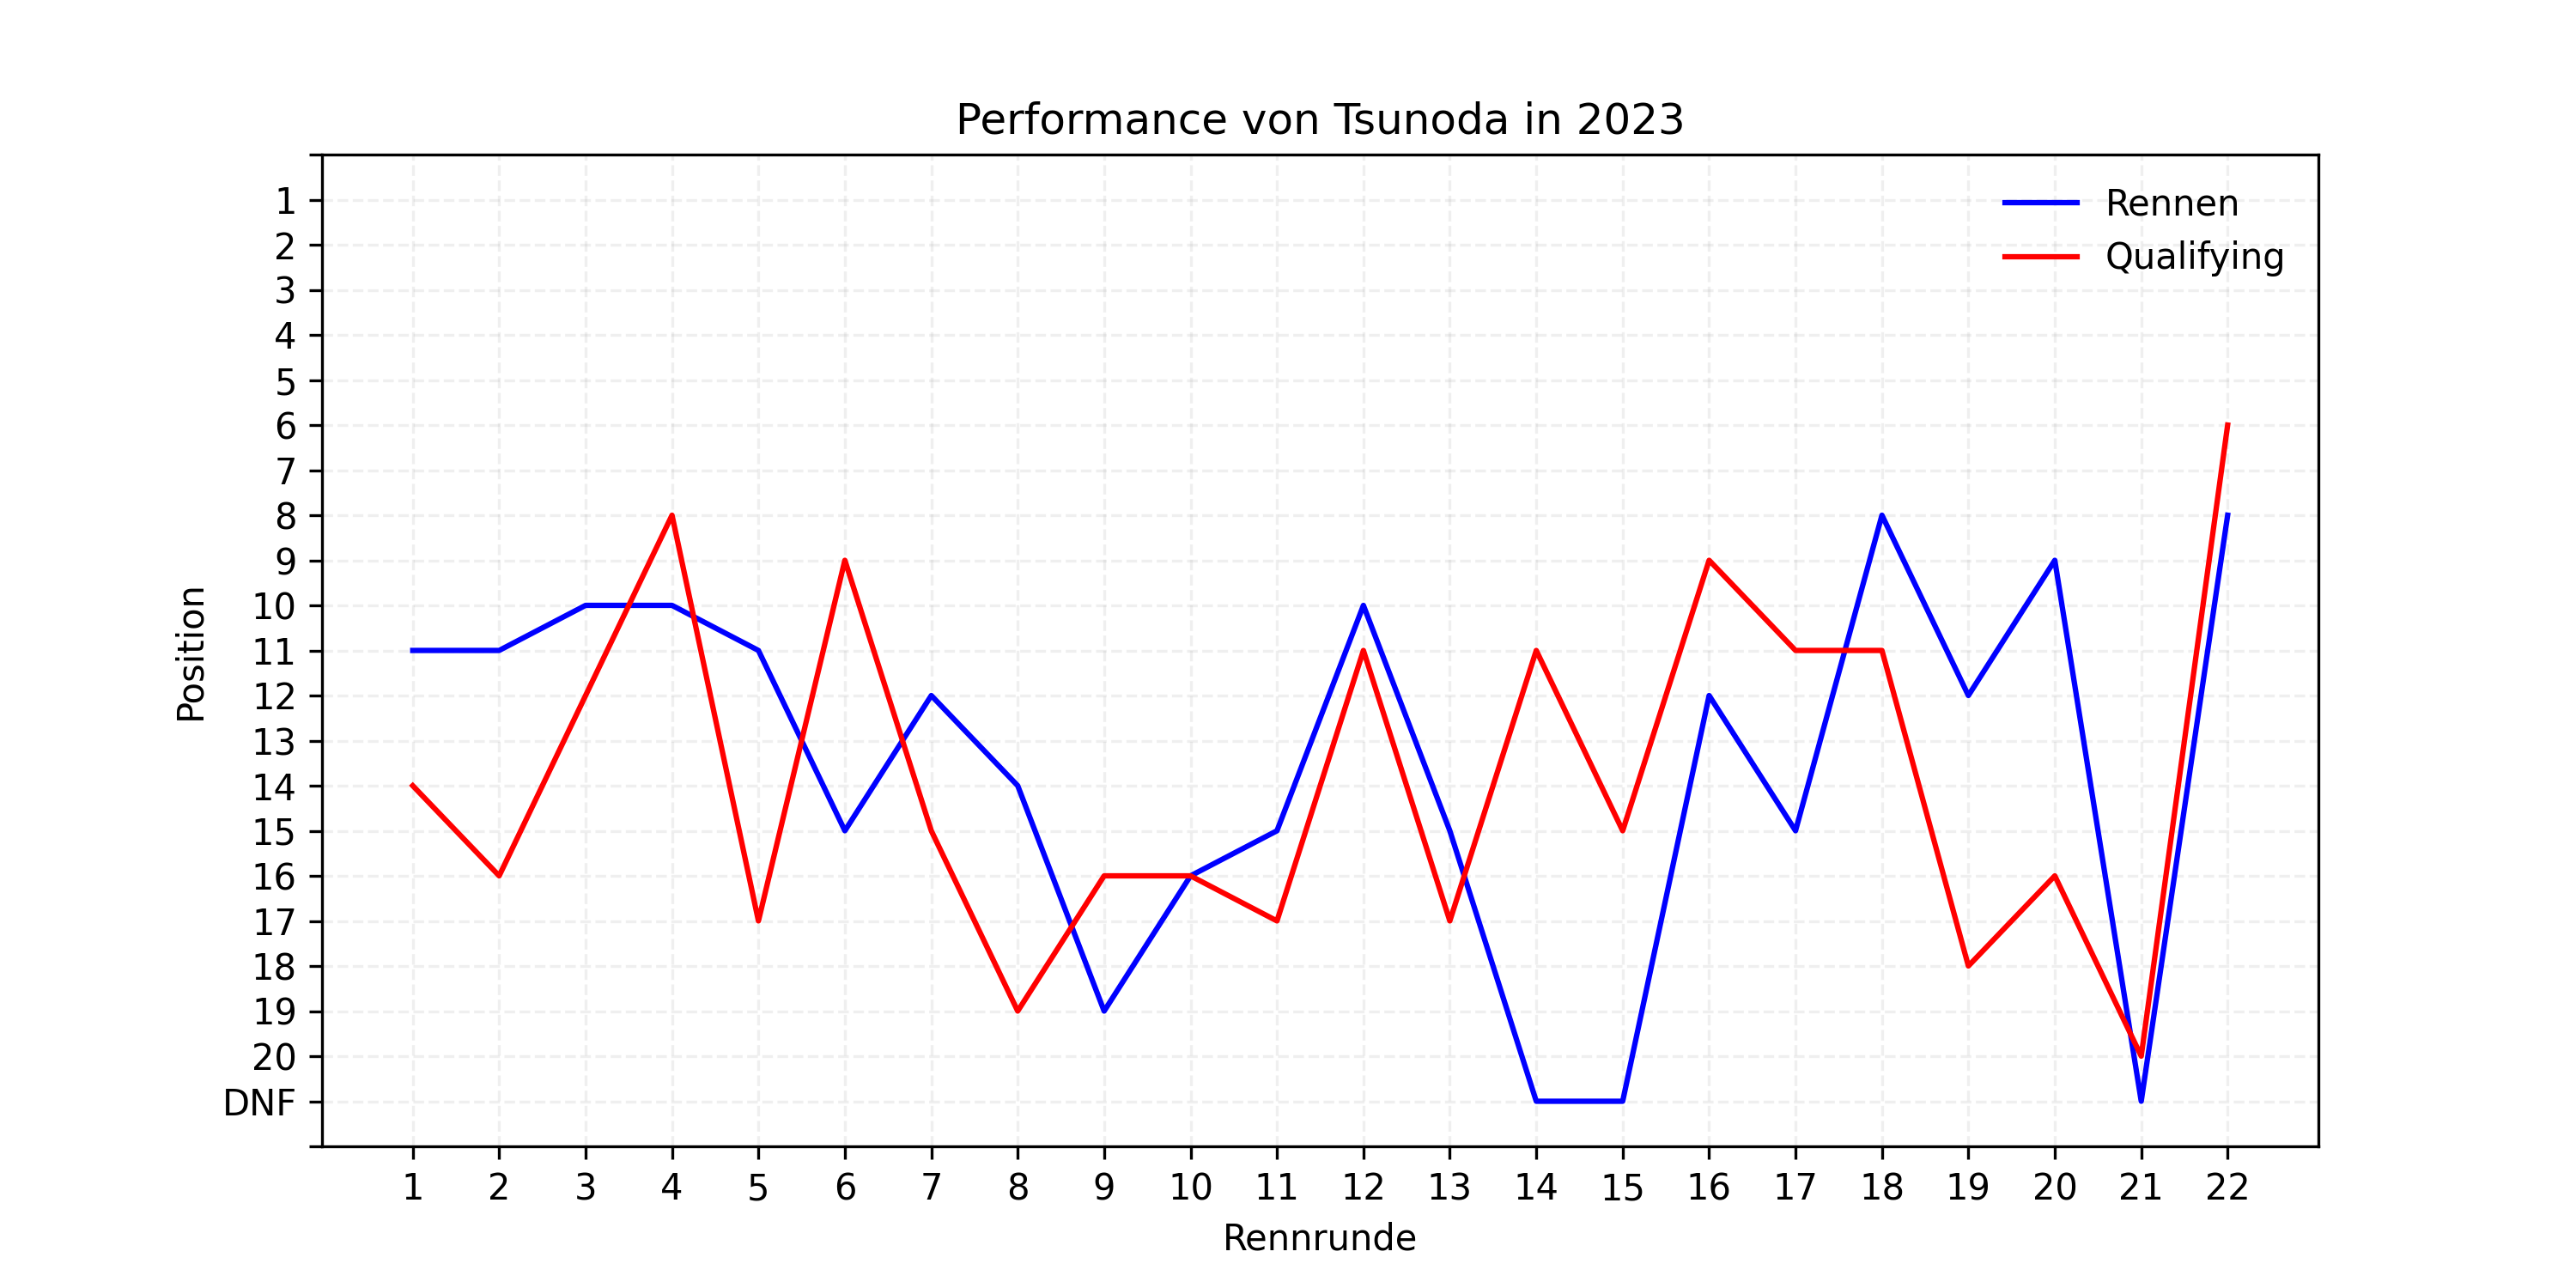 Performance von Tsunoda in 2023
Rennen
Qualifying
Position
1
2
3
4
5
6
7
8
9
10
11
12
13
14
15
16
17
18
19
20
DNF
1 2 3 4 5 6 7 8 9 10 11 12 13 14 15 16 17 18 19 20 21 22
Rennrunde